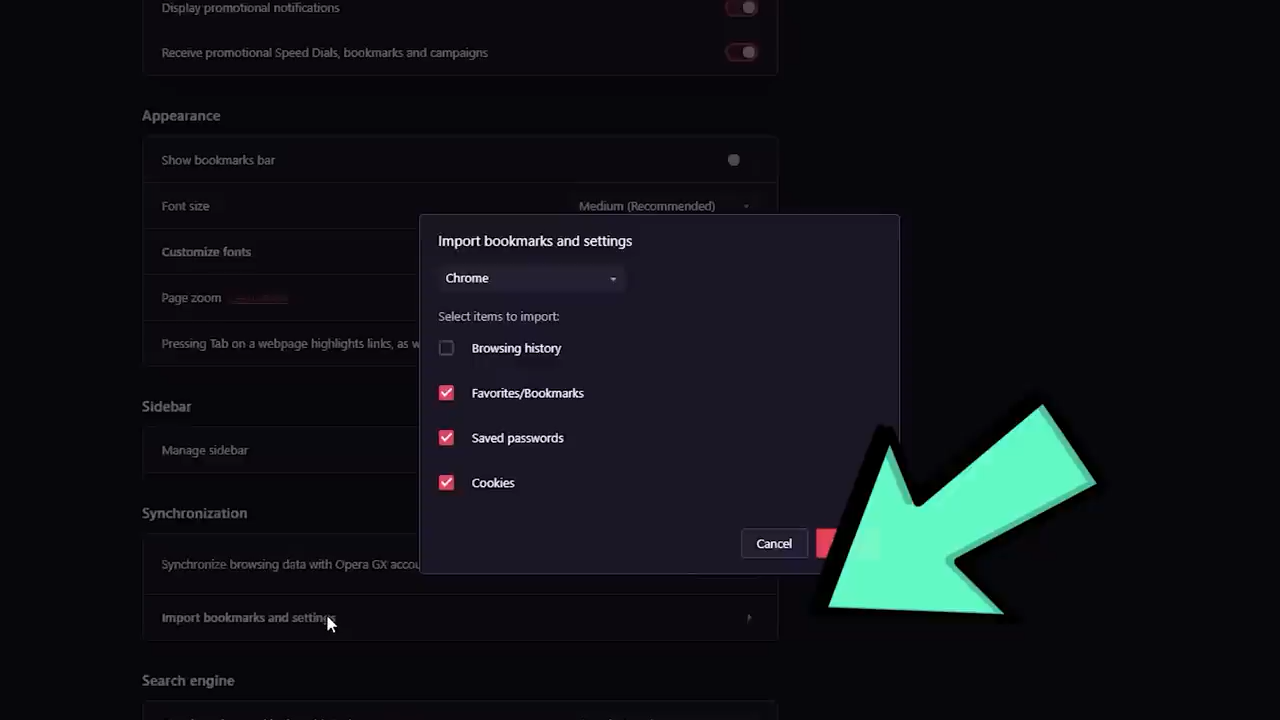 Display promotional notifications
Receive promotional Speed Dials, bookmarks and campaigns
Appearance
Show bookmarks bar
Font size
Medium (Recommended)
Customize fonts
Page zoom
Pressing Tab on a webpage highlights links, as w
Sidebar
Manage sidebar
Synchronization
Synchronize browsing data with Opera GX accou
Import bookmarks and settings
Search engine
Import bookmarks and settings
Chrome
Select items to import:
Browsing history
Favorites/Bookmarks
Saved passwords
Cookies
Cancel